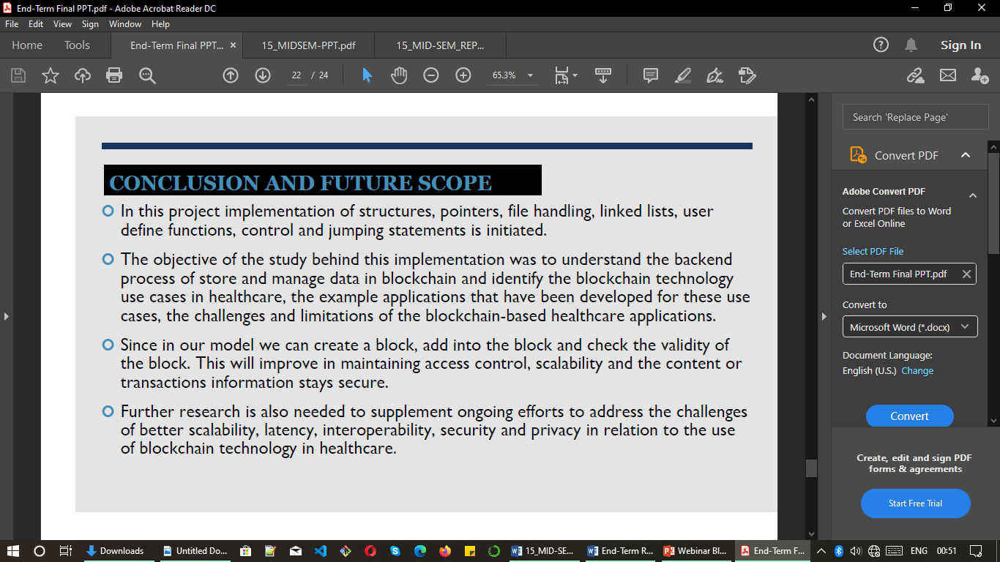 End-Term Final PPT.pdf - Adobe Acrobat Reader DC
File Edit View Sign Window Help
Home Tools End-Term Final PPT... × 15_MIDSEM-PPT.pdf 15_MID-SEM_REP... Sign In
22 / 24 65.3%
CONCLUSION AND FUTURE SCOPE
In this project implementation of structures, pointers, file handling, linked lists, user
define functions, control and jumping statements is initiated.
The objective of the study behind this implementation was to understand the backend
process of store and manage data in blockchain and identify the blockchain technology
use cases in healthcare, the example applications that have been developed for these use
cases, the challenges and limitations of the blockchain-based healthcare applications.
Since in our model we can create a block, add into the block and check the validity of
the block. This will improve in maintaining access control, scalability and the content or
transactions information stays secure.
Further research is also needed to supplement ongoing efforts to address the challenges
of better scalability, latency, interoperability, security and privacy in relation to the use
of blockchain technology in healthcare.
Search 'Replace Page'
Convert PDF
Adobe Convert PDF
Convert PDF files to Word
or Excel Online
Select PDF File
End-Term Final PPT.pdf
Convert to
Microsoft Word (*.docx)
Document Language:
English (U.S.) Change
Convert
Create, edit and sign PDF
forms & agreements
Start Free Trial
Downloads Untitled Do... 15_MID-SE... End-Term R... Webinar Bl... End-Term F... ENG 00:51